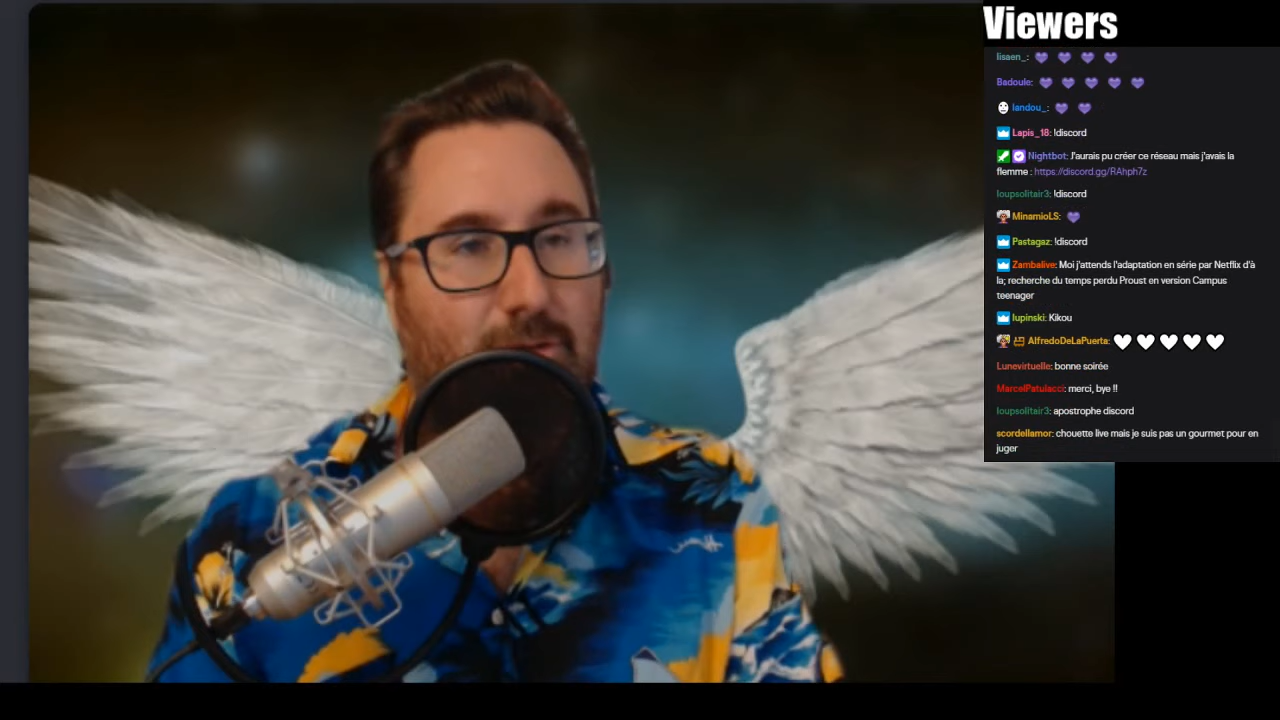 Viewers
lisaen_:
Badoule:
landou_:
Lapis_18: !discord
Nightbot: J'aurais pu créer ce réseau mais j'avais la
flemme : https://discord.gg/RAhph7z
loupsolitair3: !discord
MinamioLS:
Pastagaz: !discord
Zambalive: Moi j'attends l'adaptation en série par Netflix d'à
la; recherche du temps perdu Proust en version Campus
teenager
lupinski: Kikou
AlfredoDeLaPuerta:
Lunevirtuelle: bonne soirée
MarcelPatulacci: merci, bye !!
loupsolitair3: apostrophe discord
scordellamor: chouette live mais je suis pas un gourmet pour en
juger